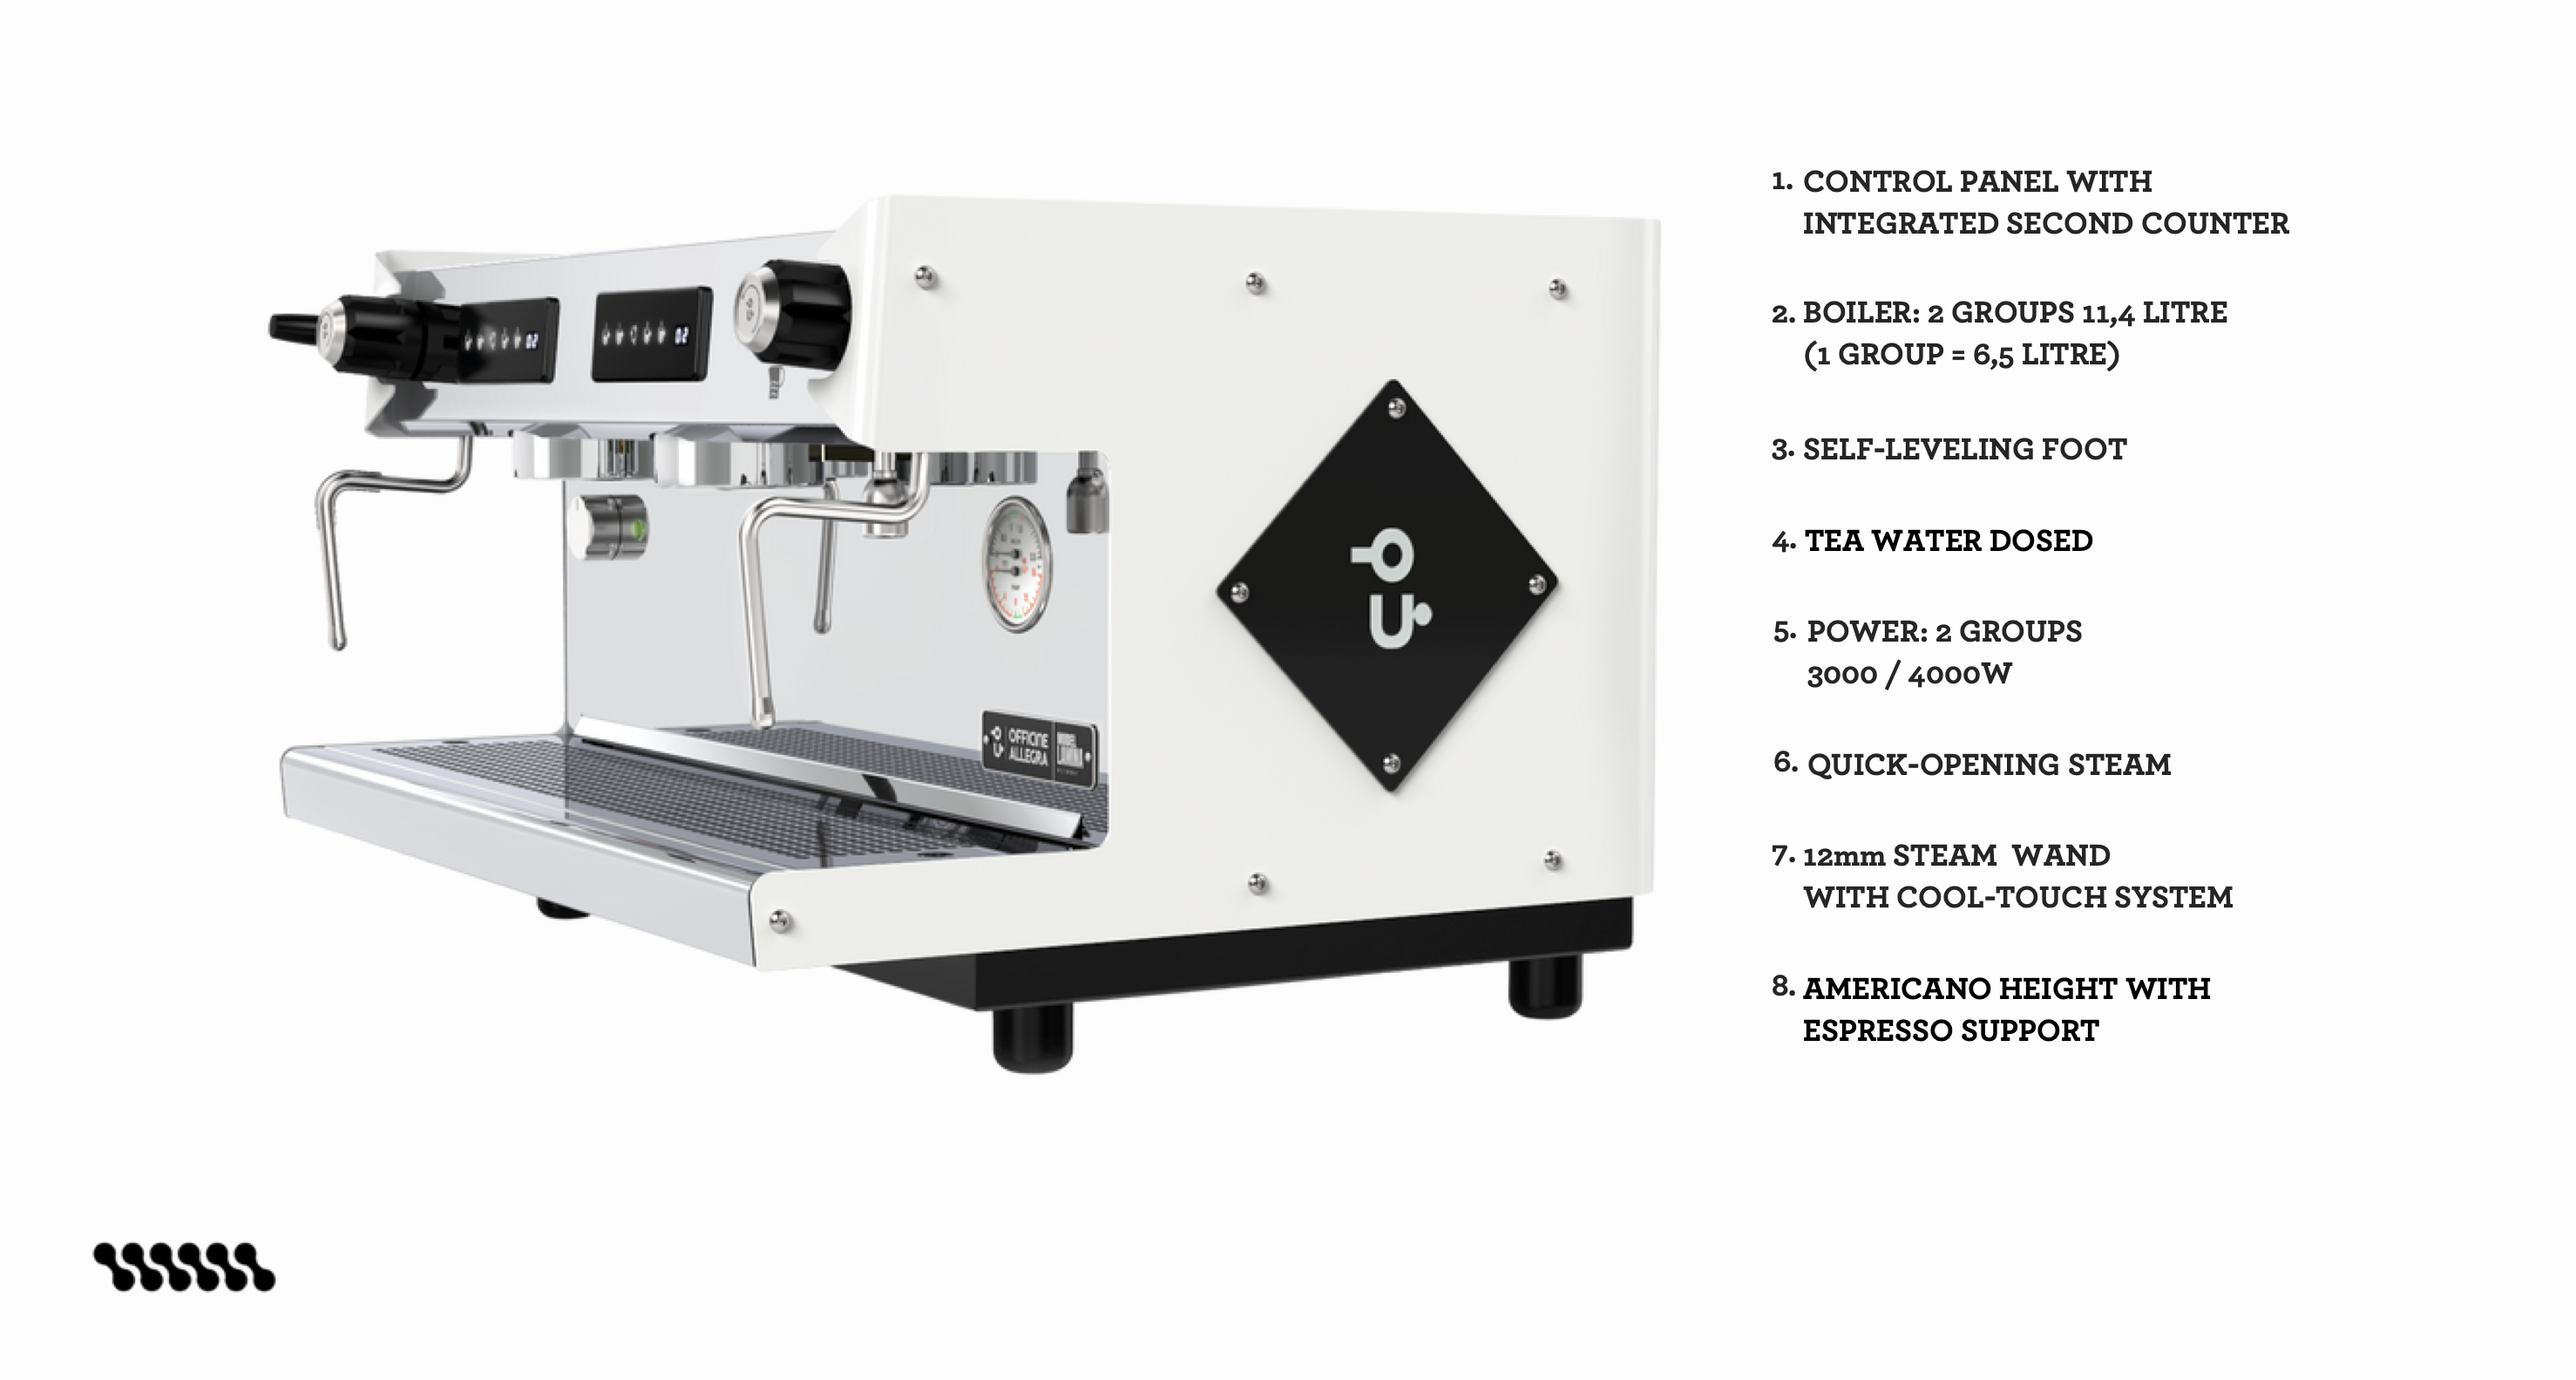 1. CONTROL PANEL WITH
INTEGRATED SECOND COUNTER
2. BOILER: 2 GROUPS 11,4 LITRE
(1 GROUP = 6,5 LITRE)
3. SELF-LEVELING FOOT
4. TEA WATER DOSED
5. POWER: 2 GROUPS
3000 / 4000W
6. QUICK-OPENING STEAM
7. 12mm STEAM  WAND
WITH COOL-TOUCH SYSTEM
8. AMERICANO HEIGHT WITH
ESPRESSO SUPPORT
OFFICINE
ALLEGRA